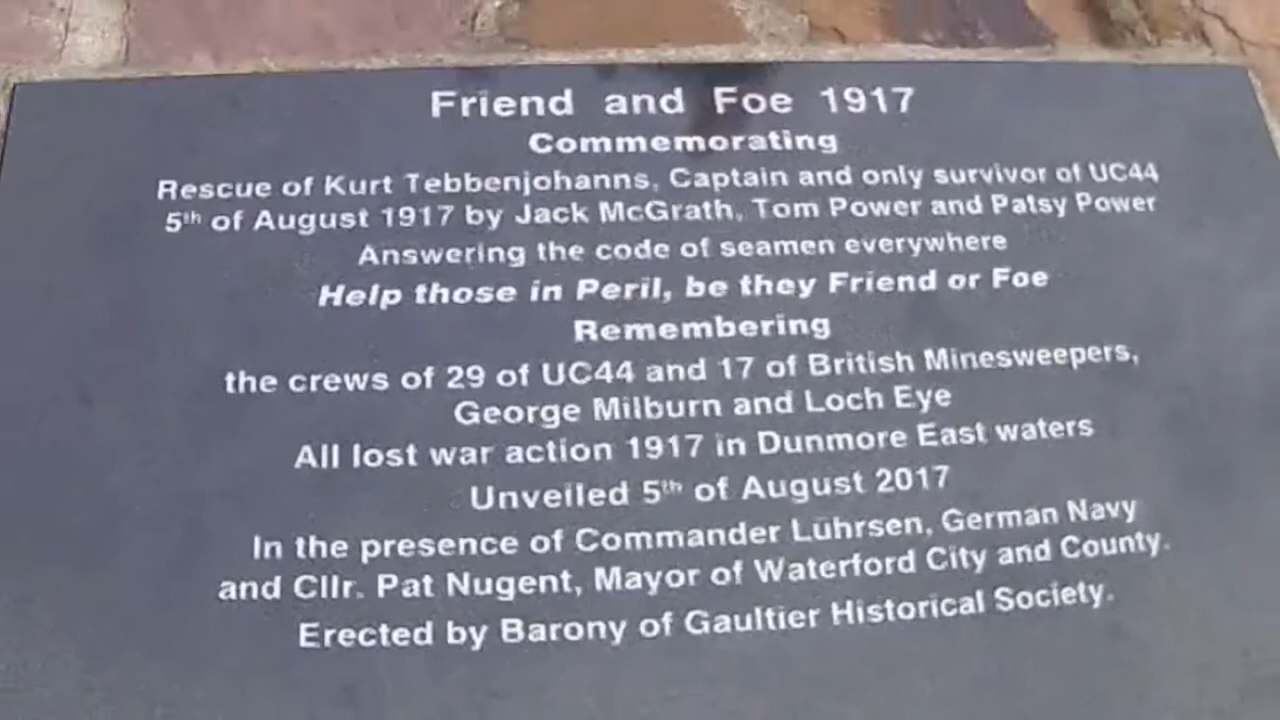 Friend and Foe 1917
Commemorating
Rescue of Kurt Tebbenjohanns, Captain and only survivor of UC44
5th of August 1917 by Jack McGrath, Tom Power and Patsy Power
Answering the code of seamen everywhere
Help those in Peril, be they Friend or Foe
Remembering
the crews of 29 of UC44 and 17 of British Minesweepers,
George Milburn and Loch Eye
All lost war action 1917 in Dunmore East waters
Unveiled 5th of August 2017
In the presence of Commander Lührsen, German Navy
and Cllr. Pat Nugent, Mayor of Waterford City and County.
Erected by Barony of Gaultier Historical Society.